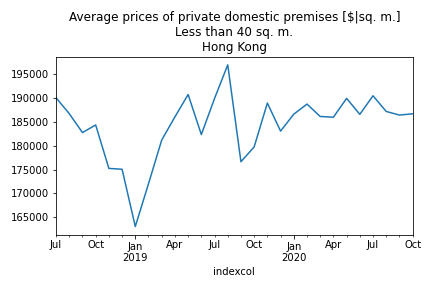 Average prices of private domestic premises [$|sq. m.]
Less than 40 sq. m.
Hong Kong
195000
190000
185000
180000
175000
170000
165000
Jul Oct Jan Apr Jul Oct Jan Apr Jul Oct
2019 2020
indexcol